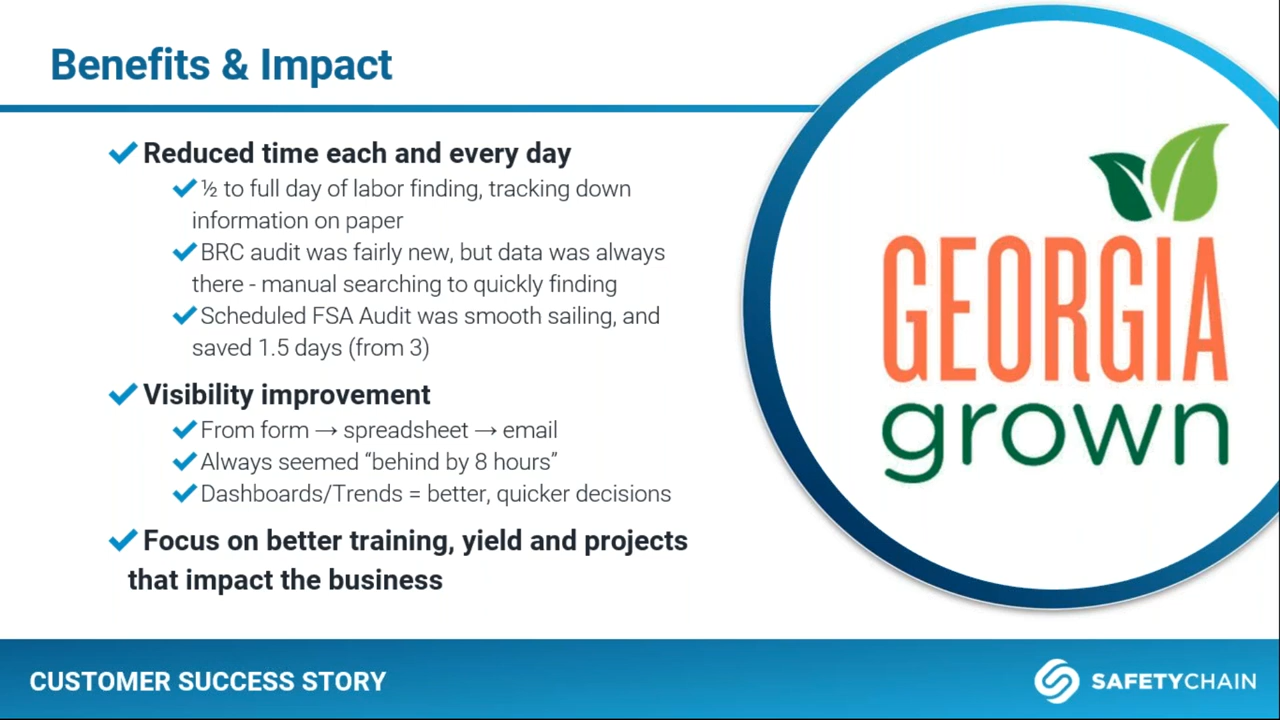 Benefits & Impact
Reduced time each and every day
½ to full day of labor finding, tracking down
information on paper
BRC audit was fairly new, but data was always
there - manual searching to quickly finding
Scheduled FSA Audit was smooth sailing, and
saved 1.5 days (from 3)
Visibility improvement
From form → spreadsheet → email
Always seemed “behind by 8 hours”
Dashboards/Trends = better, quicker decisions
Focus on better training, yield and projects
that impact the business
GEORGIA
grown
CUSTOMER SUCCESS STORY
SAFETYCHAIN